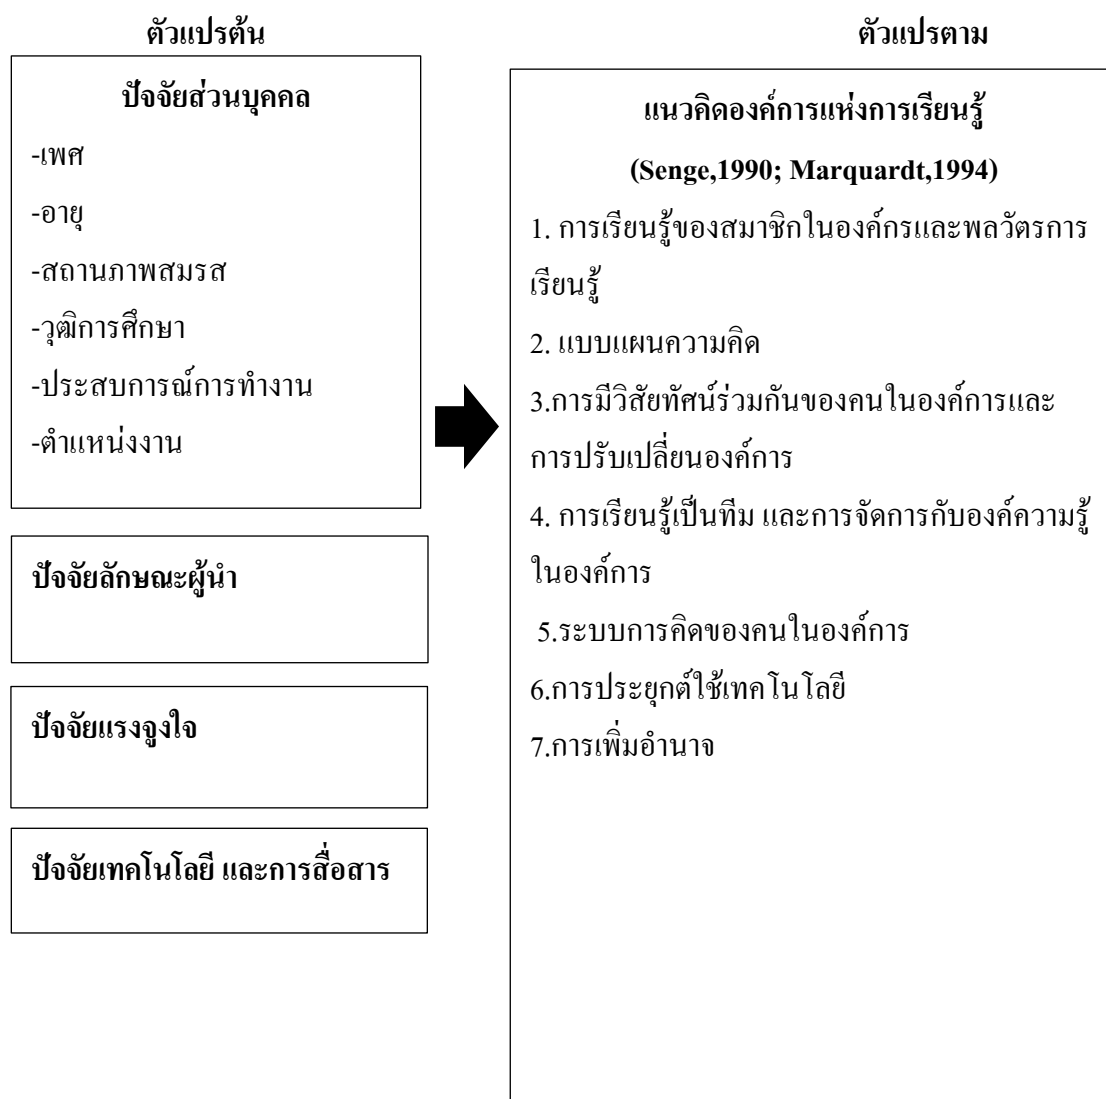 ตัวแปรต้น
ปัจจัยส่วนบุคคล
-เพศ
-อายุ
-สถานภาพสมรส
-วุฒิการศึกษา
-ประสบการณ์การทำงาน
-ตำแหน่งงาน
ปัจจัยลักษณะผู้นำ
ปัจจัยแรงจูงใจ
ปัจจัยเทคโนโลยี และการสื่อสาร
ตัวแปรตาม
แนวคิดองค์การแห่งการเรียนรู้
(Senge,1990; Marquardt,1994)
1. การเรียนรู้ของสมาชิกในองค์กรและพลวัตรการ
เรียนรู้
2. แบบแผนความคิด
3.การมีวิสัยทัศน์ร่วมกันของคนในองค์การและ
การปรับเปลี่ยนองค์การ
4. การเรียนรู้เป็นทีม และการจัดการกับองค์ความรู้
ในองค์การ
5.ระบบการคิดของคนในองค์การ
6.การประยุกต์ใช้เทคโนโลยี
7.การเพิ่มอำนาจ